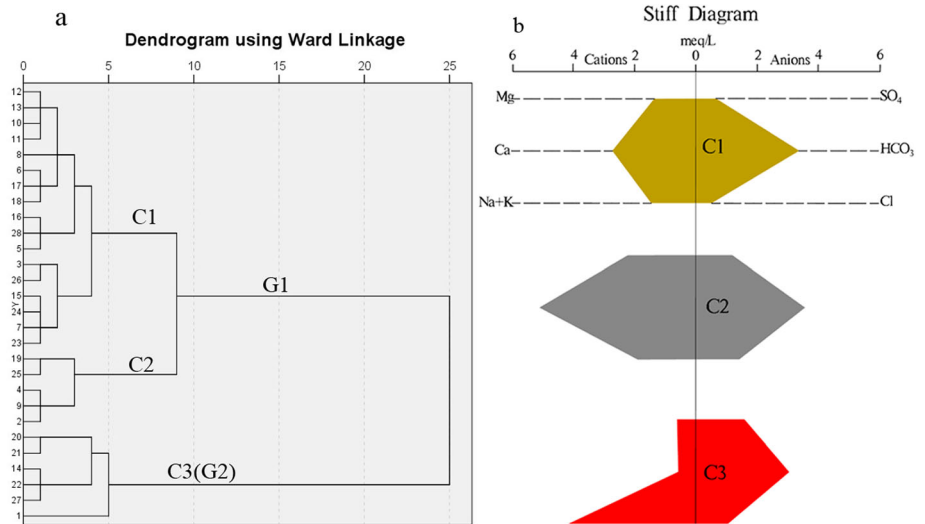 a
Dendrogram using Ward Linkage
0 5 10 15 20 25
12
13
10
11
8
6
17
18
16
28
5
3
26
15
24
7
23
19
25
4
9
2
20
21
14
22
27
1
Y
C1
G1
C2
C3(G2)
b
Stiff Diagram
meq/L
6 4 Cations 2 0 2 Anions 4 6
Mg SO₄
C1
Ca HCO₃
Na+K Cl
C2
C3